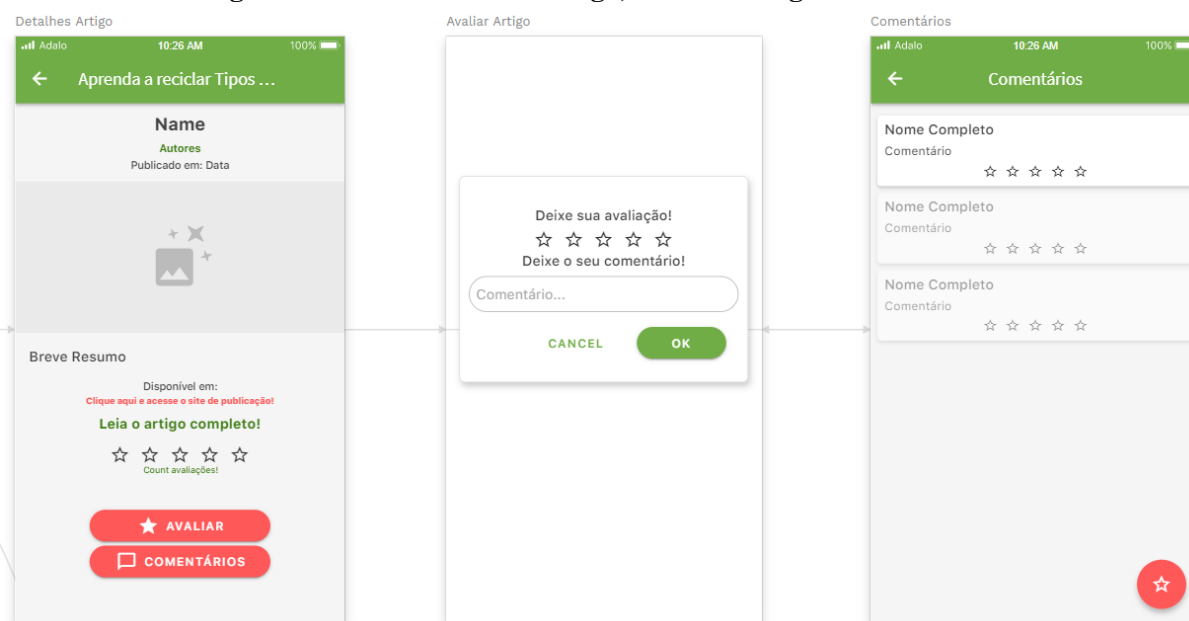 Detalhes Artigo
Adalo 10:26 AM 100%
Aprenda a reciclar Tipos ...
Name
Autores
Publicado em: Data
Breve Resumo
Disponível em:
Clique aqui e acesse o site de publicação!
Leia o artigo completo!
Count avaliações!
AVALIAR
COMENTÁRIOS
Avaliar Artigo
Deixe sua avaliação!
Deixe o seu comentário!
Comentário...
CANCEL OK
Comentários
Adalo 10:26 AM 100%
Comentários
Nome Completo
Comentário
Nome Completo
Comentário
Nome Completo
Comentário